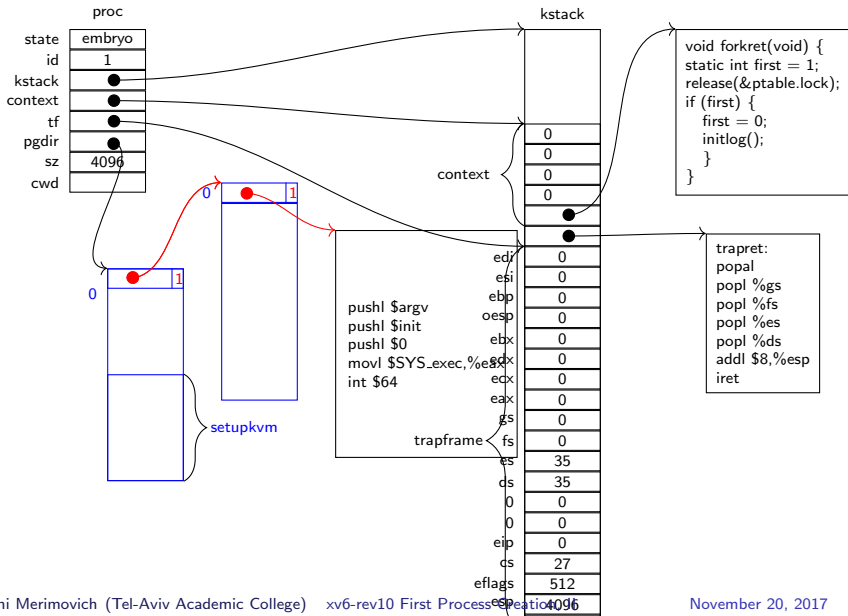 proc
state embryo
id 1
kstack
context
tf
pgdir
sz 4096
cwd
0 1
0 1
setupkvm
pushl $argv
pushl $init
pushl $0
movl $SYS_exec,%eax
int $64
kstack
context
0
0
0
0
trapframe
edi 0
esi 0
ebp 0
oesp 0
ebx 0
edx 0
ecx 0
eax 0
gs 0
fs 0
es 35
ds 35
0 0
0 0
eip 0
cs 27
eflags 512
esp 4096
void forkret(void) {
static int first = 1;
release(&ptable.lock);
if (first) {
first = 0;
initlog();
}
}
trapret:
popal
popl %gs
popl %fs
popl %es
popl %ds
addl $8,%esp
iret
Merimovich (Tel-Aviv Academic College) xv6-rev10 First Process Creation November 20, 2017